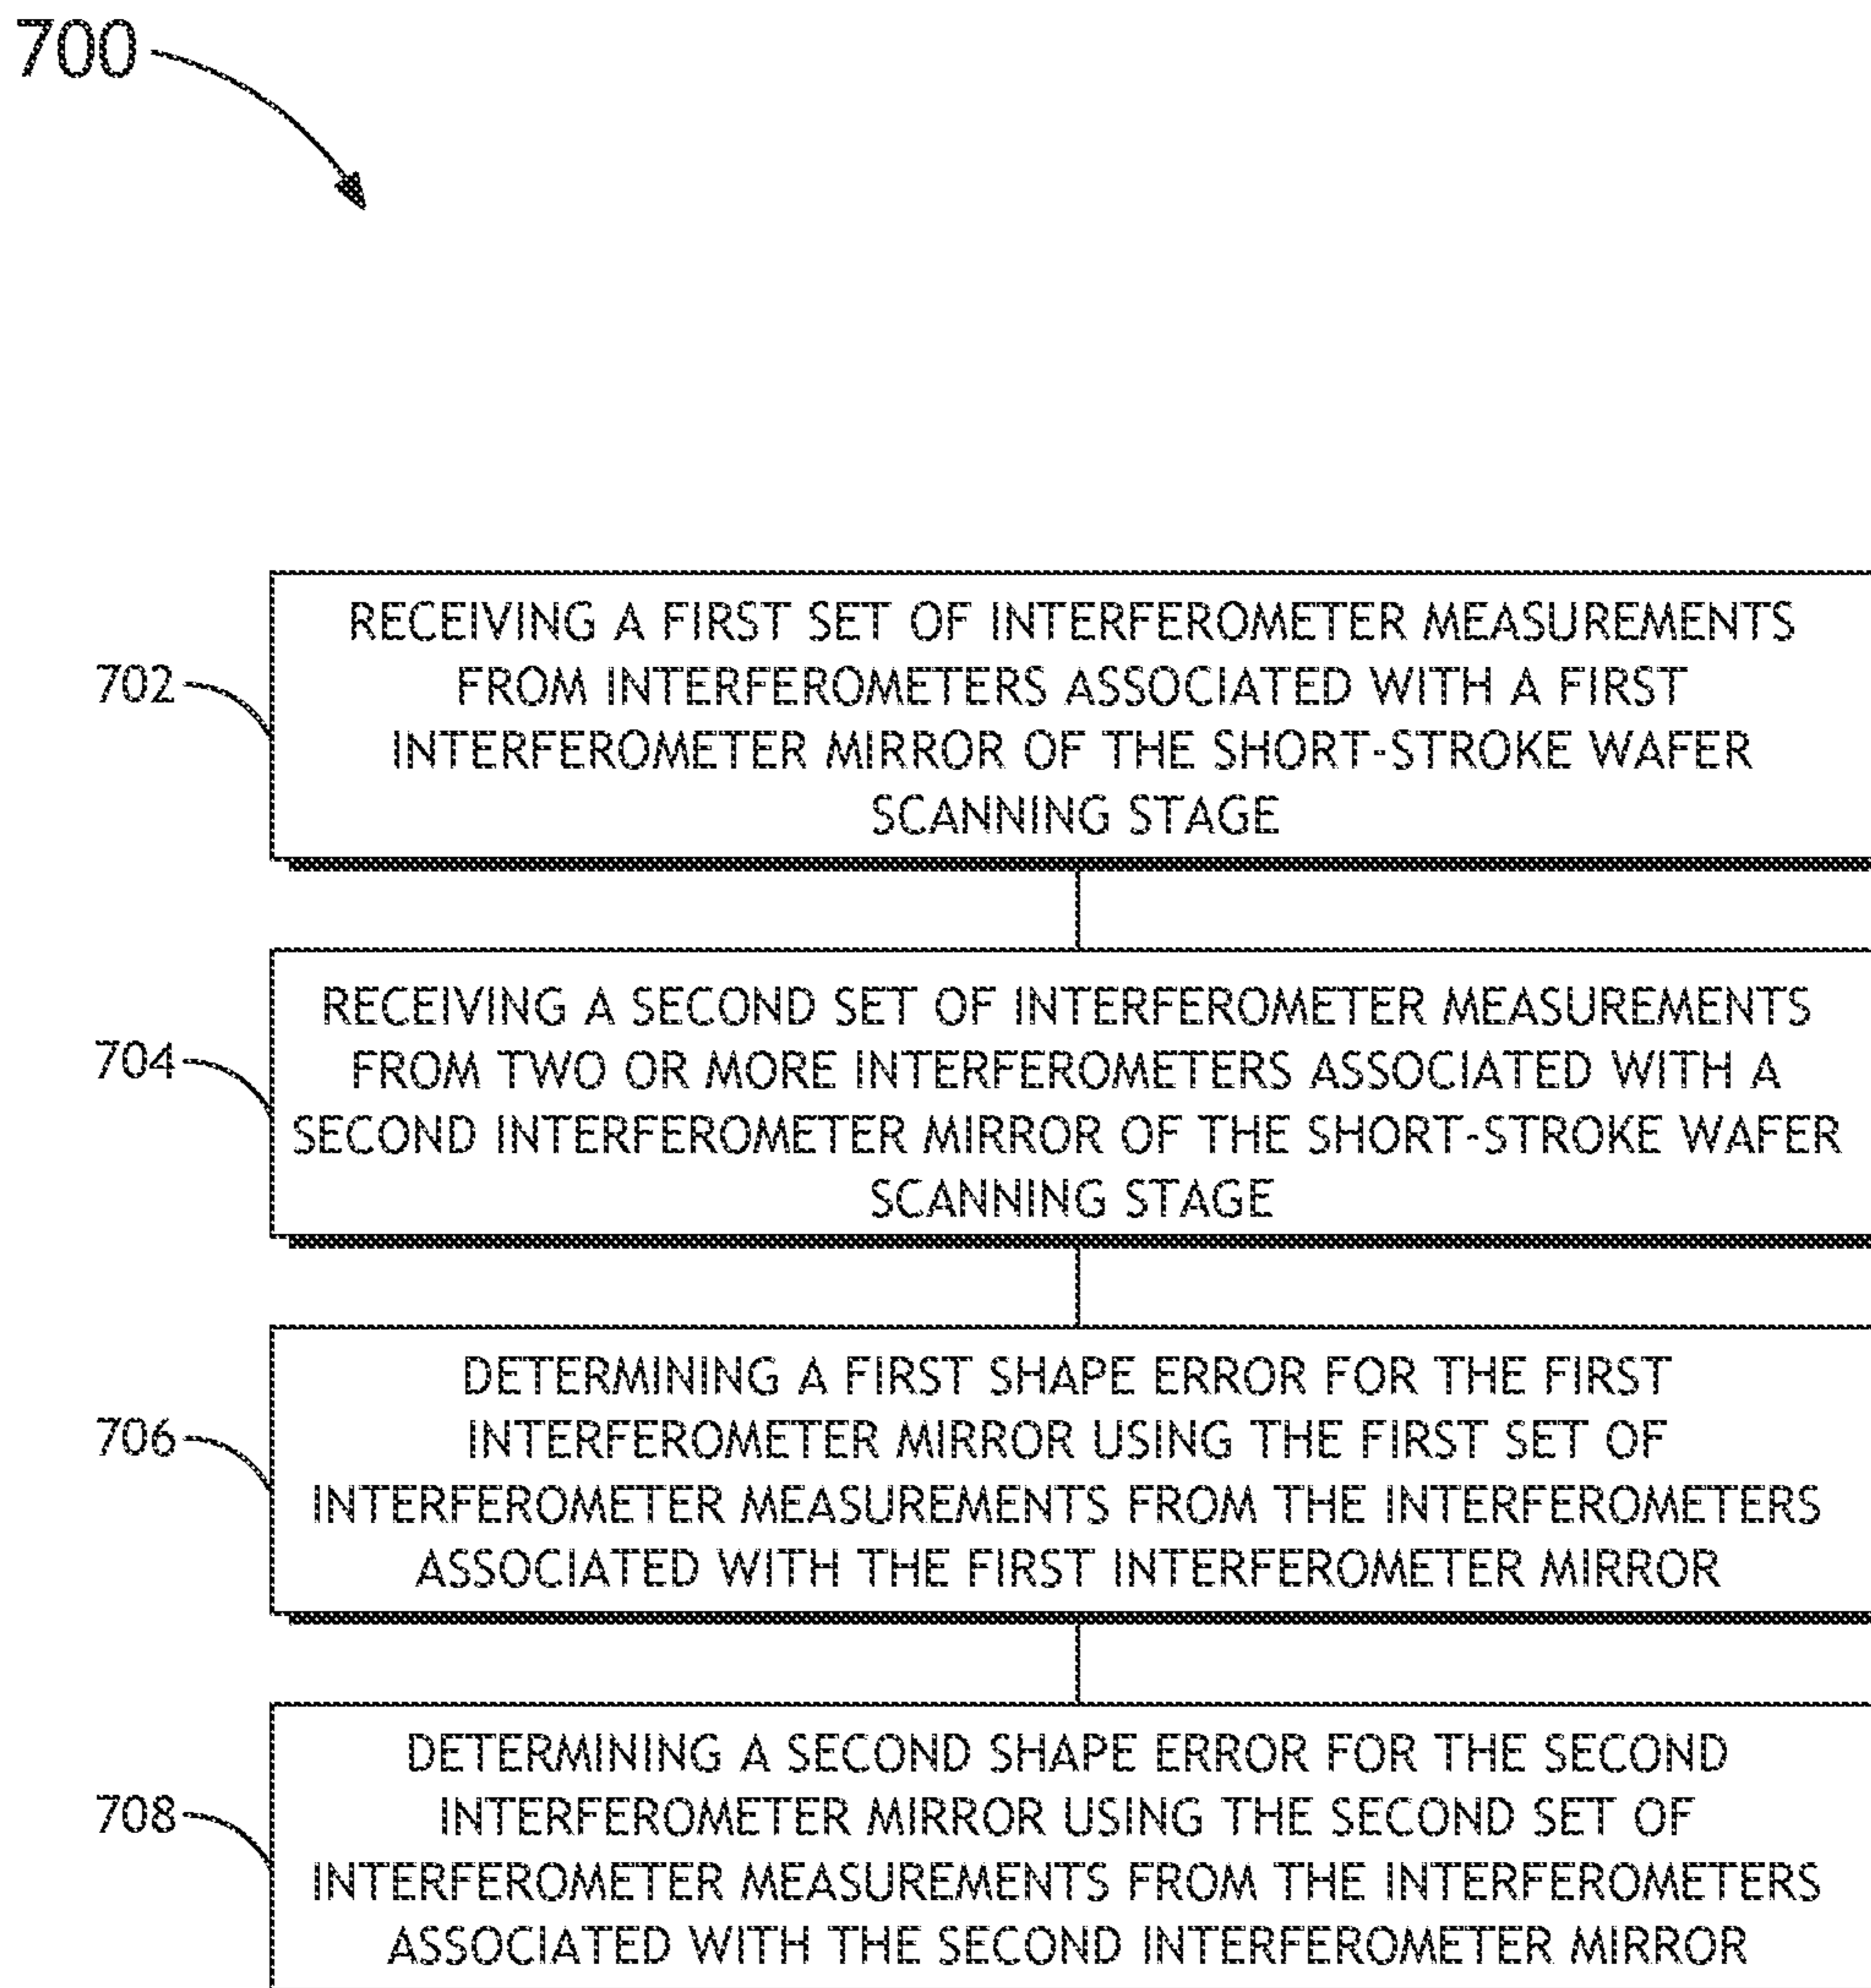 700
702
RECEIVING A FIRST SET OF INTERFEROMETER MEASUREMENTS
FROM INTERFEROMETERS ASSOCIATED WITH A FIRST
INTERFEROMETER MIRROR OF THE SHORT-STROKE WAFER
SCANNING STAGE
704
RECEIVING A SECOND SET OF INTERFEROMETER MEASUREMENTS
FROM TWO OR MORE INTERFEROMETERS ASSOCIATED WITH A
SECOND INTERFEROMETER MIRROR OF THE SHORT-STROKE WAFER
SCANNING STAGE
706
DETERMINING A FIRST SHAPE ERROR FOR THE FIRST
INTERFEROMETER MIRROR USING THE FIRST SET OF
INTERFEROMETER MEASUREMENTS FROM THE INTERFEROMETERS
ASSOCIATED WITH THE FIRST INTERFEROMETER MIRROR
708
DETERMINING A SECOND SHAPE ERROR FOR THE SECOND
INTERFEROMETER MIRROR USING THE SECOND SET OF
INTERFEROMETER MEASUREMENTS FROM THE INTERFEROMETERS
ASSOCIATED WITH THE SECOND INTERFEROMETER MIRROR